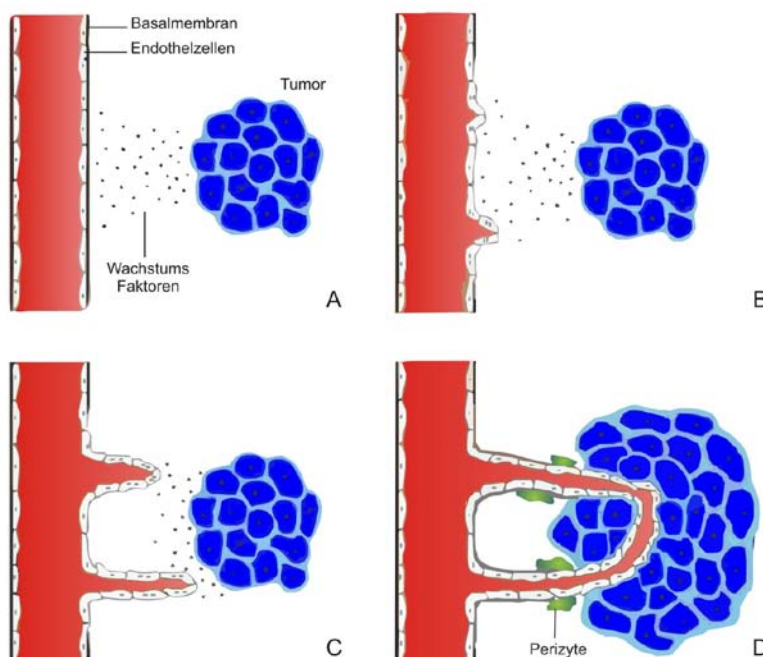 Basalmembran
Endothelzellen
Tumor
Wachstums
Faktoren
A
B
C
Perizyte
D